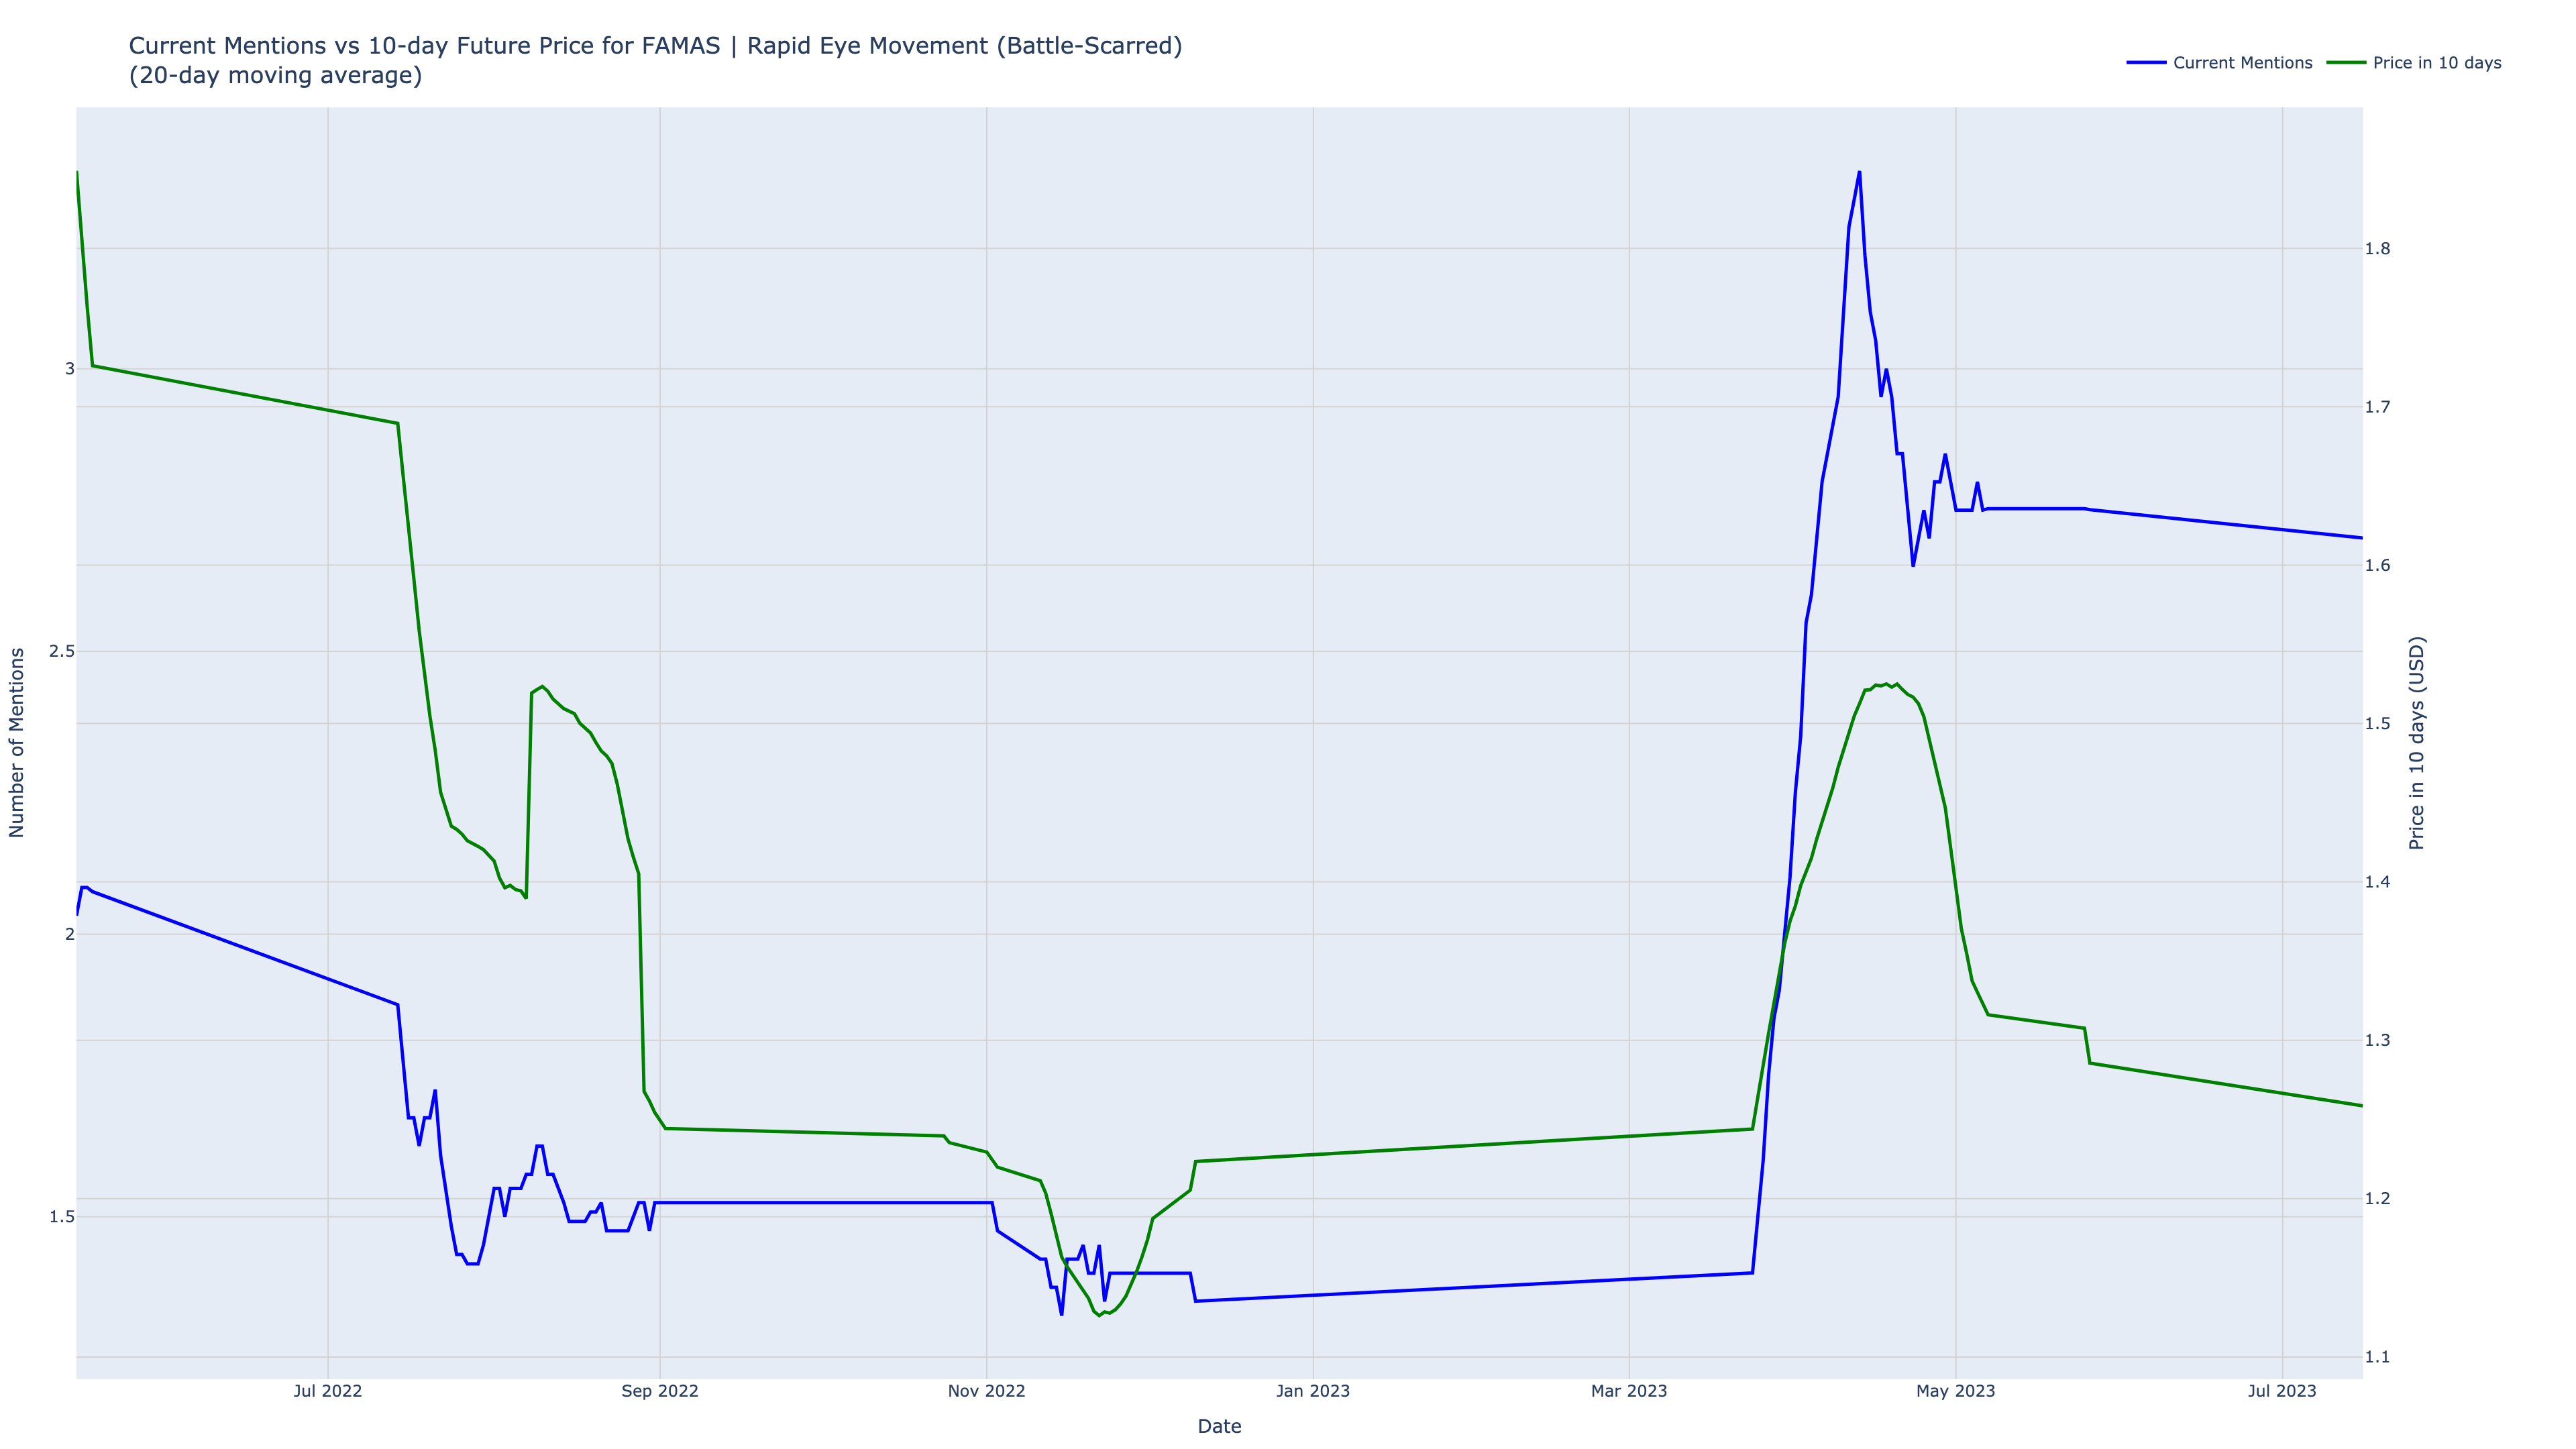 Current Mentions vs 10-day Future Price for FAMAS | Rapid Eye Movement (Battle-Scarred)
(20-day moving average)
Current Mentions
Price in 10 days
Number of Mentions
3
2.5
2
1.5
1.8
1.7
1.6
1.5
1.4
1.3
1.2
1.1
Price in 10 days (USD)
Jul 2022
Sep 2022
Nov 2022
Jan 2023
Mar 2023
May 2023
Jul 2023
Date